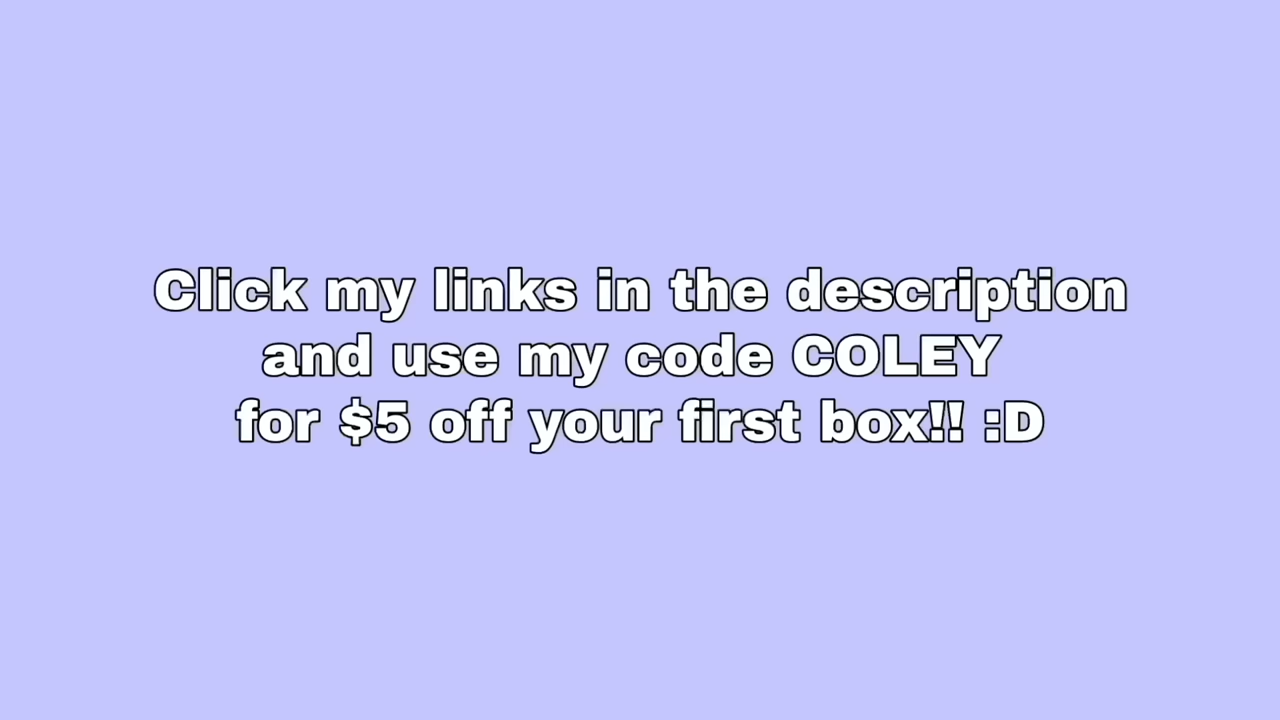 Click my links in the description
and use my code COLEY
for $5 off your first box!! :D